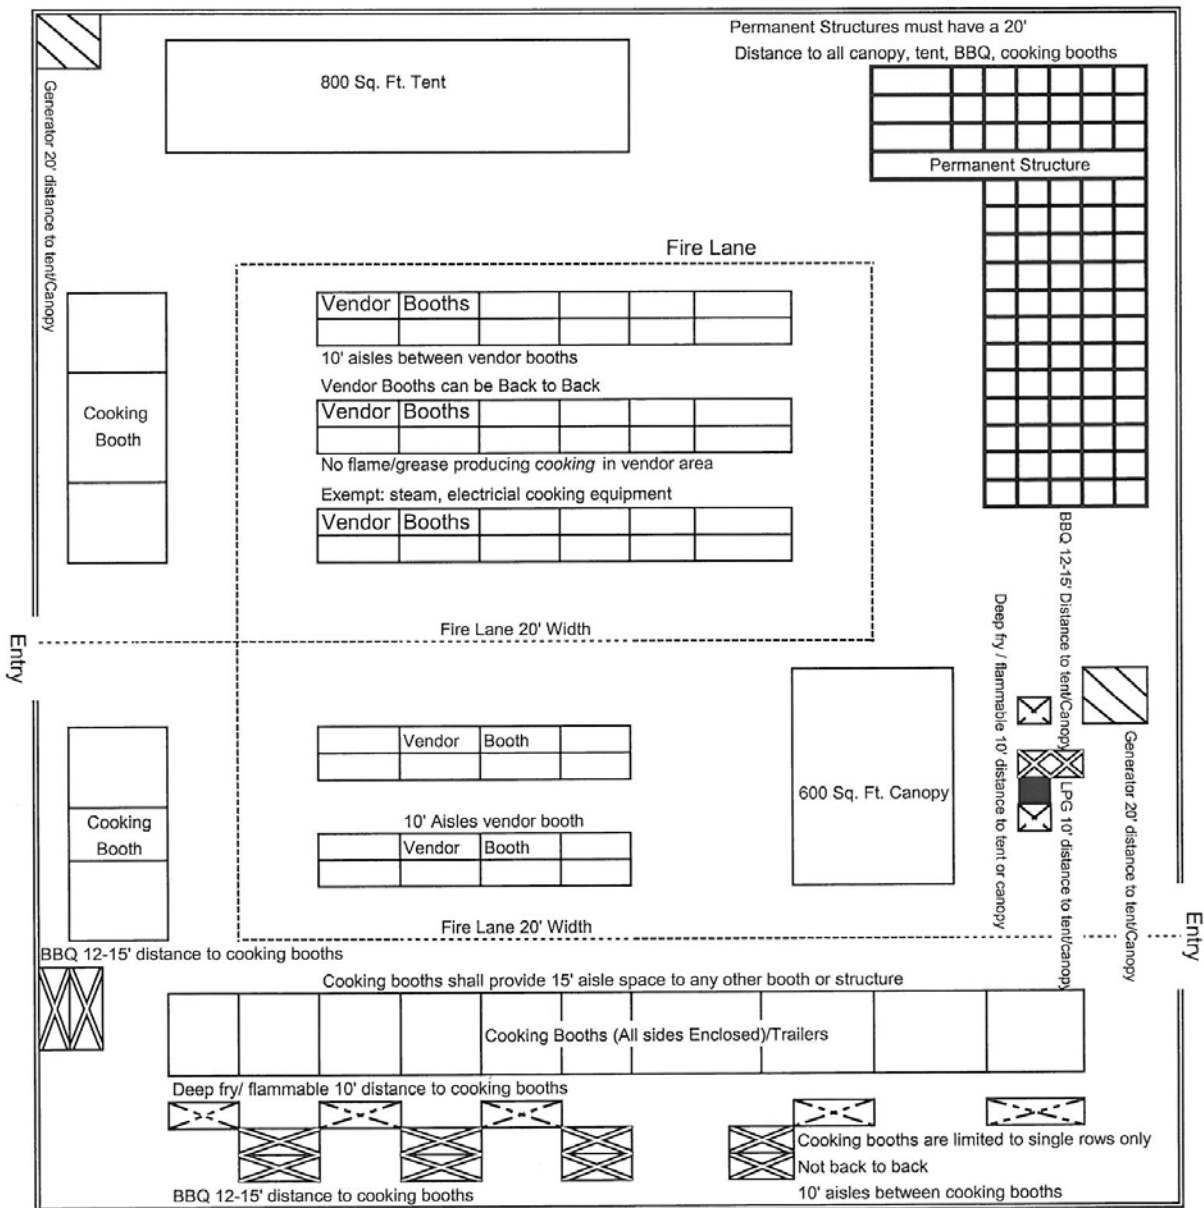 Permanent Structures must have a 20'
Distance to all canopy, tent, BBQ, cooking booths
800 Sq. Ft. Tent
Generator 20' distance to tent/Canopy
Permanent Structure
Fire Lane
Vendor Booths
10' aisles between vendor booths
Vendor Booths can be Back to Back
Vendor Booths
Cooking
Booth
No flame/grease producing cooking in vendor area
Exempt: steam, electricial cooking equipment
Vendor Booths
BBQ 12-15' Distance to tent/Canopy
Deep fry / flammable 10' distance to tent or canopy
Fire Lane 20' Width
Entry
Vendor Booth
600 Sq. Ft. Canopy
LPG 10' distance to tent/canopy
Generator 20' distance to tent/Canopy
Cooking
Booth
10' Aisles vendor booth
Vendor Booth
Fire Lane 20' Width
Entry
BBQ 12-15' distance to cooking booths
Cooking booths shall provide 15' aisle space to any other booth or structure
Cooking Booths (All sides Enclosed)/Trailers
Deep fry/ flammable 10' distance to cooking booths
Cooking booths are limited to single rows only
Not back to back
BBQ 12-15' distance to cooking booths
10' aisles between cooking booths